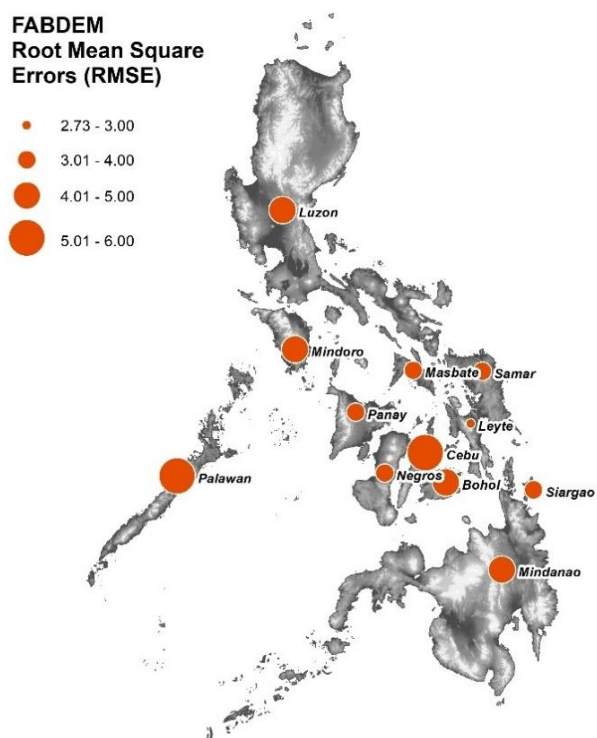 FABDEM
Root Mean Square
Errors (RMSE)
2.73 - 3.00
3.01 - 4.00
4.01 - 5.00
5.01 - 6.00
Luzon
Mindoro
Masbate
Samar
Panay
Leyte
Cebu
Negros
Bohol
Siargao
Palawan
Mindanao